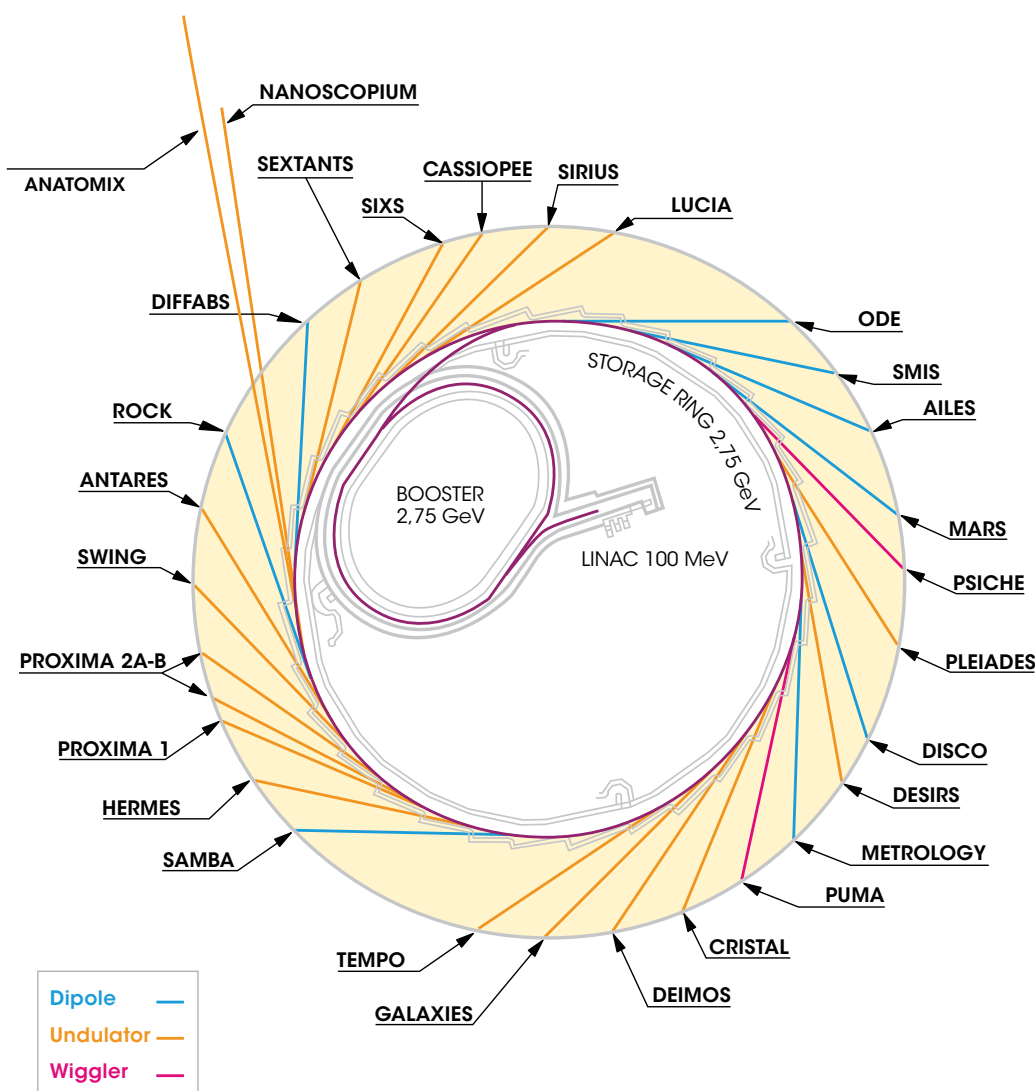 NANOSCOPIUM
ANATOMIX
SEXTANTS
CASSIOPEE
SIRIUS
SIXS
LUCIA
DIFFABS
ODE
SMIS
AILES
ROCK
ANTARES
SWING
PROXIMA 2A-B
PROXIMA 1
HERMES
SAMBA
STORAGE RING 2,75 GeV
BOOSTER
2,75 GeV
LINAC 100 MeV
MARS
PSICHE
PLEIADES
DISCO
DESIRS
METROLOGY
PUMA
CRISTAL
DEIMOS
GALAXIES
TEMPO
Dipole
Undulator
Wiggler